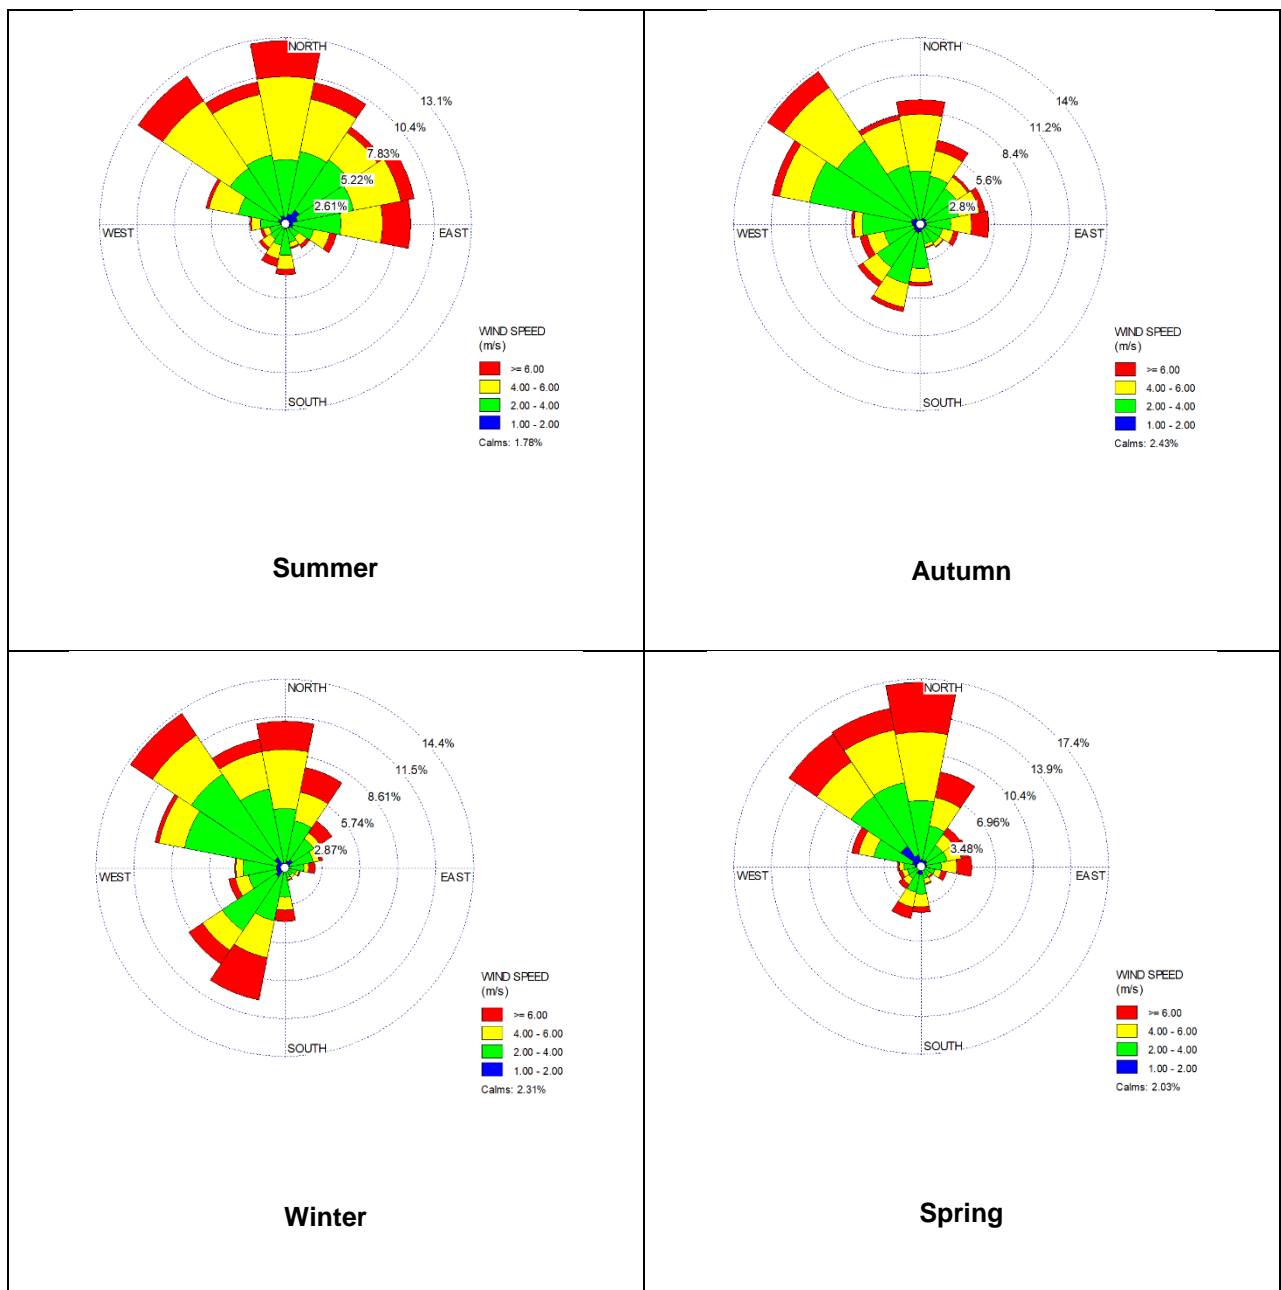 NORTH
13.1%
10.4%
7.83%
5.22%
2.61%
WEST
EAST
SOUTH
WIND SPEED
(m/s)
>= 6.00
4.00 - 6.00
2.00 - 4.00
1.00 - 2.00
Calms: 1.78%
Summer
NORTH
14%
11.2%
8.4%
5.6%
2.8%
WEST
EAST
SOUTH
WIND SPEED
(m/s)
>= 6.00
4.00 - 6.00
2.00 - 4.00
1.00 - 2.00
Calms: 2.43%
Autumn
NORTH
14.4%
11.5%
8.61%
5.74%
2.87%
WEST
EAST
SOUTH
WIND SPEED
(m/s)
>= 6.00
4.00 - 6.00
2.00 - 4.00
1.00 - 2.00
Calms: 2.31%
Winter
NORTH
17.4%
13.9%
10.4%
6.96%
3.48%
WEST
EAST
SOUTH
WIND SPEED
(m/s)
>= 6.00
4.00 - 6.00
2.00 - 4.00
1.00 - 2.00
Calms: 2.03%
Spring